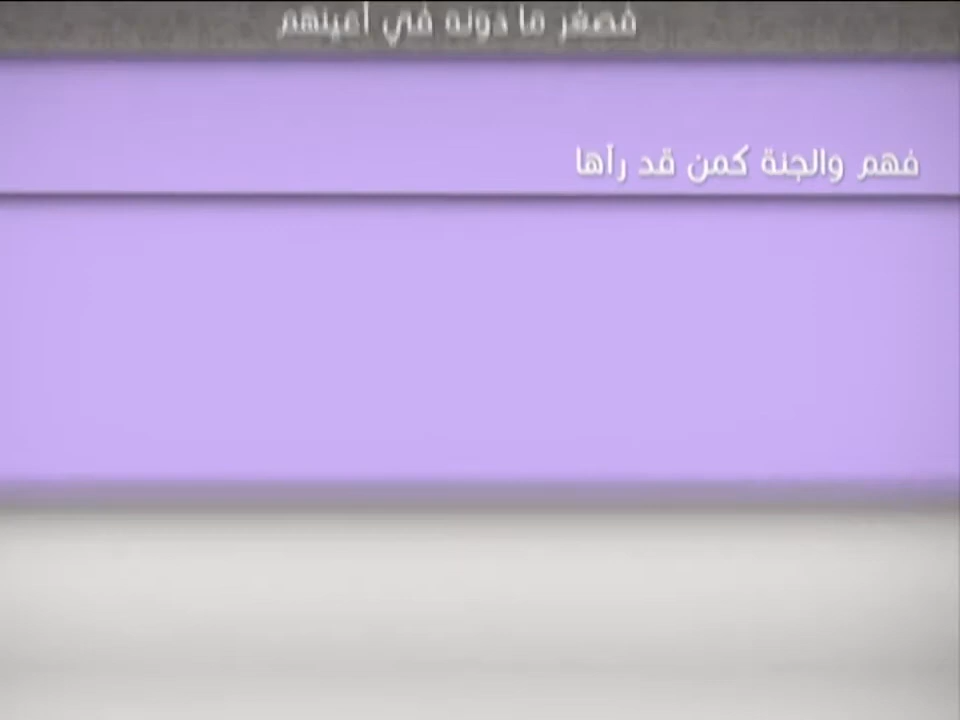 فصغر ما دونه في أعينهم
فهم والجنة كمن قد رآها